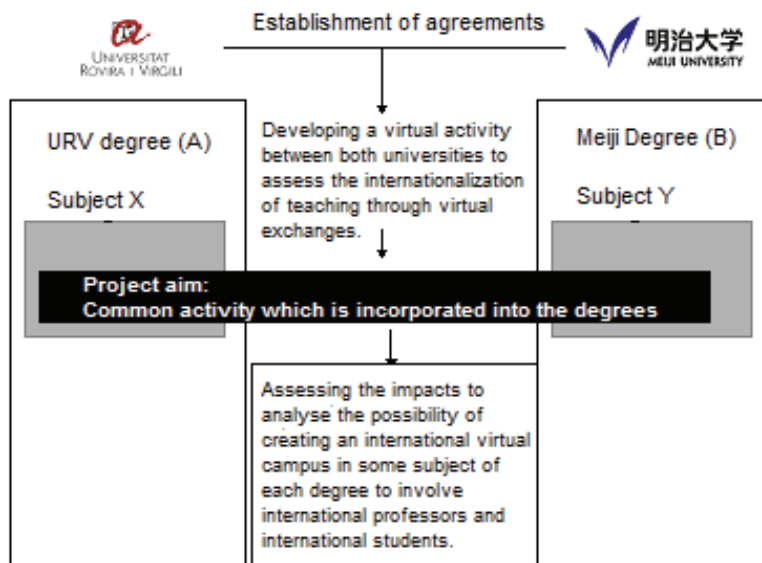 Establishment of agreements
UNIVERSITAT
ROVIRA I VIRGILI
明治大学
MEIJI UNIVERSITY
URV degree (A)
Subject X
Developing a virtual activity
between both universities to
assess the internationalization
of teaching through virtual
exchanges.
Meiji Degree (B)
Subject Y
Project aim:
Common activity which is incorporated into the degrees
Assessing the impacts to
analyse the possibility of
creating an international virtual
campus in some subject of
each degree to involve
international professors and
international students.